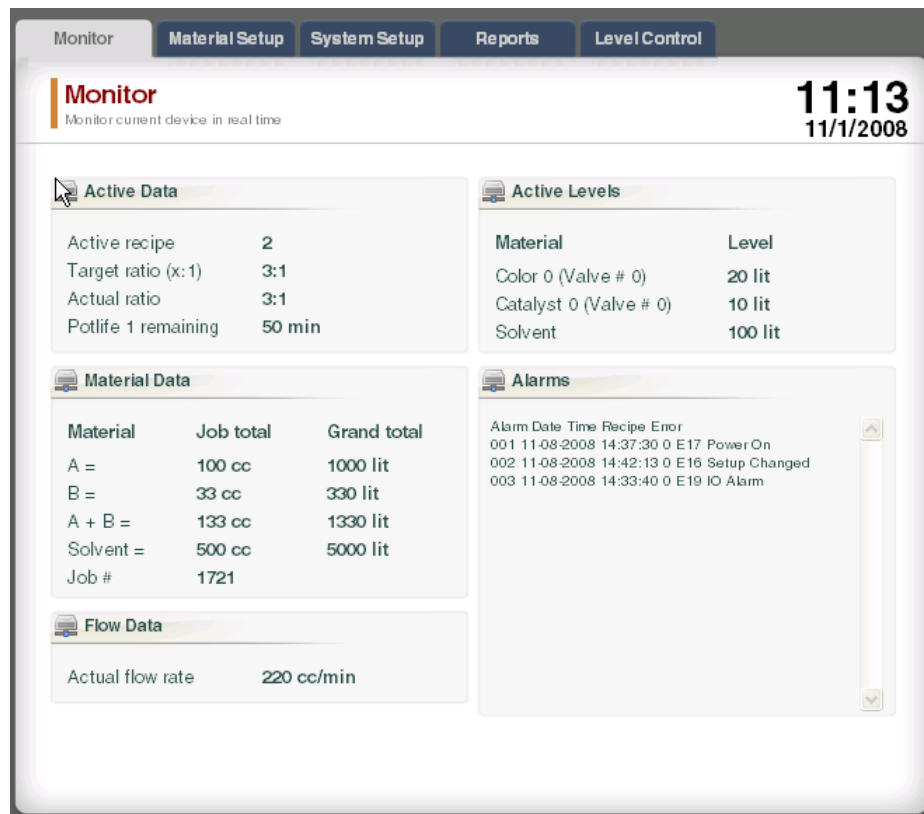 Monitor Material Setup System Setup Reports Level Control
Monitor
Monitor current device in real time
11:13
11/1/2008
Active Data
Active recipe 2
Target ratio (x:1) 3:1
Actual ratio 3:1
Potlife 1 remaining 50 min
Active Levels
Material Level
Color 0 (Valve # 0) 20 lit
Catalyst 0 (Valve # 0) 10 lit
Solvent 100 lit
Material Data
Material Job total Grand total
A = 100 cc 1000 lit
B = 33 cc 330 lit
A + B = 133 cc 1330 lit
Solvent = 500 cc 5000 lit
Job # 1721
Alarms
Alarm Date Time Recipe Error
001 11-08-2008 14:37:30 0 E17 Power On
002 11-08-2008 14:42:13 0 E16 Setup Changed
003 11-08-2008 14:33:40 0 E19 IO Alarm
Flow Data
Actual flow rate 220 cc/min